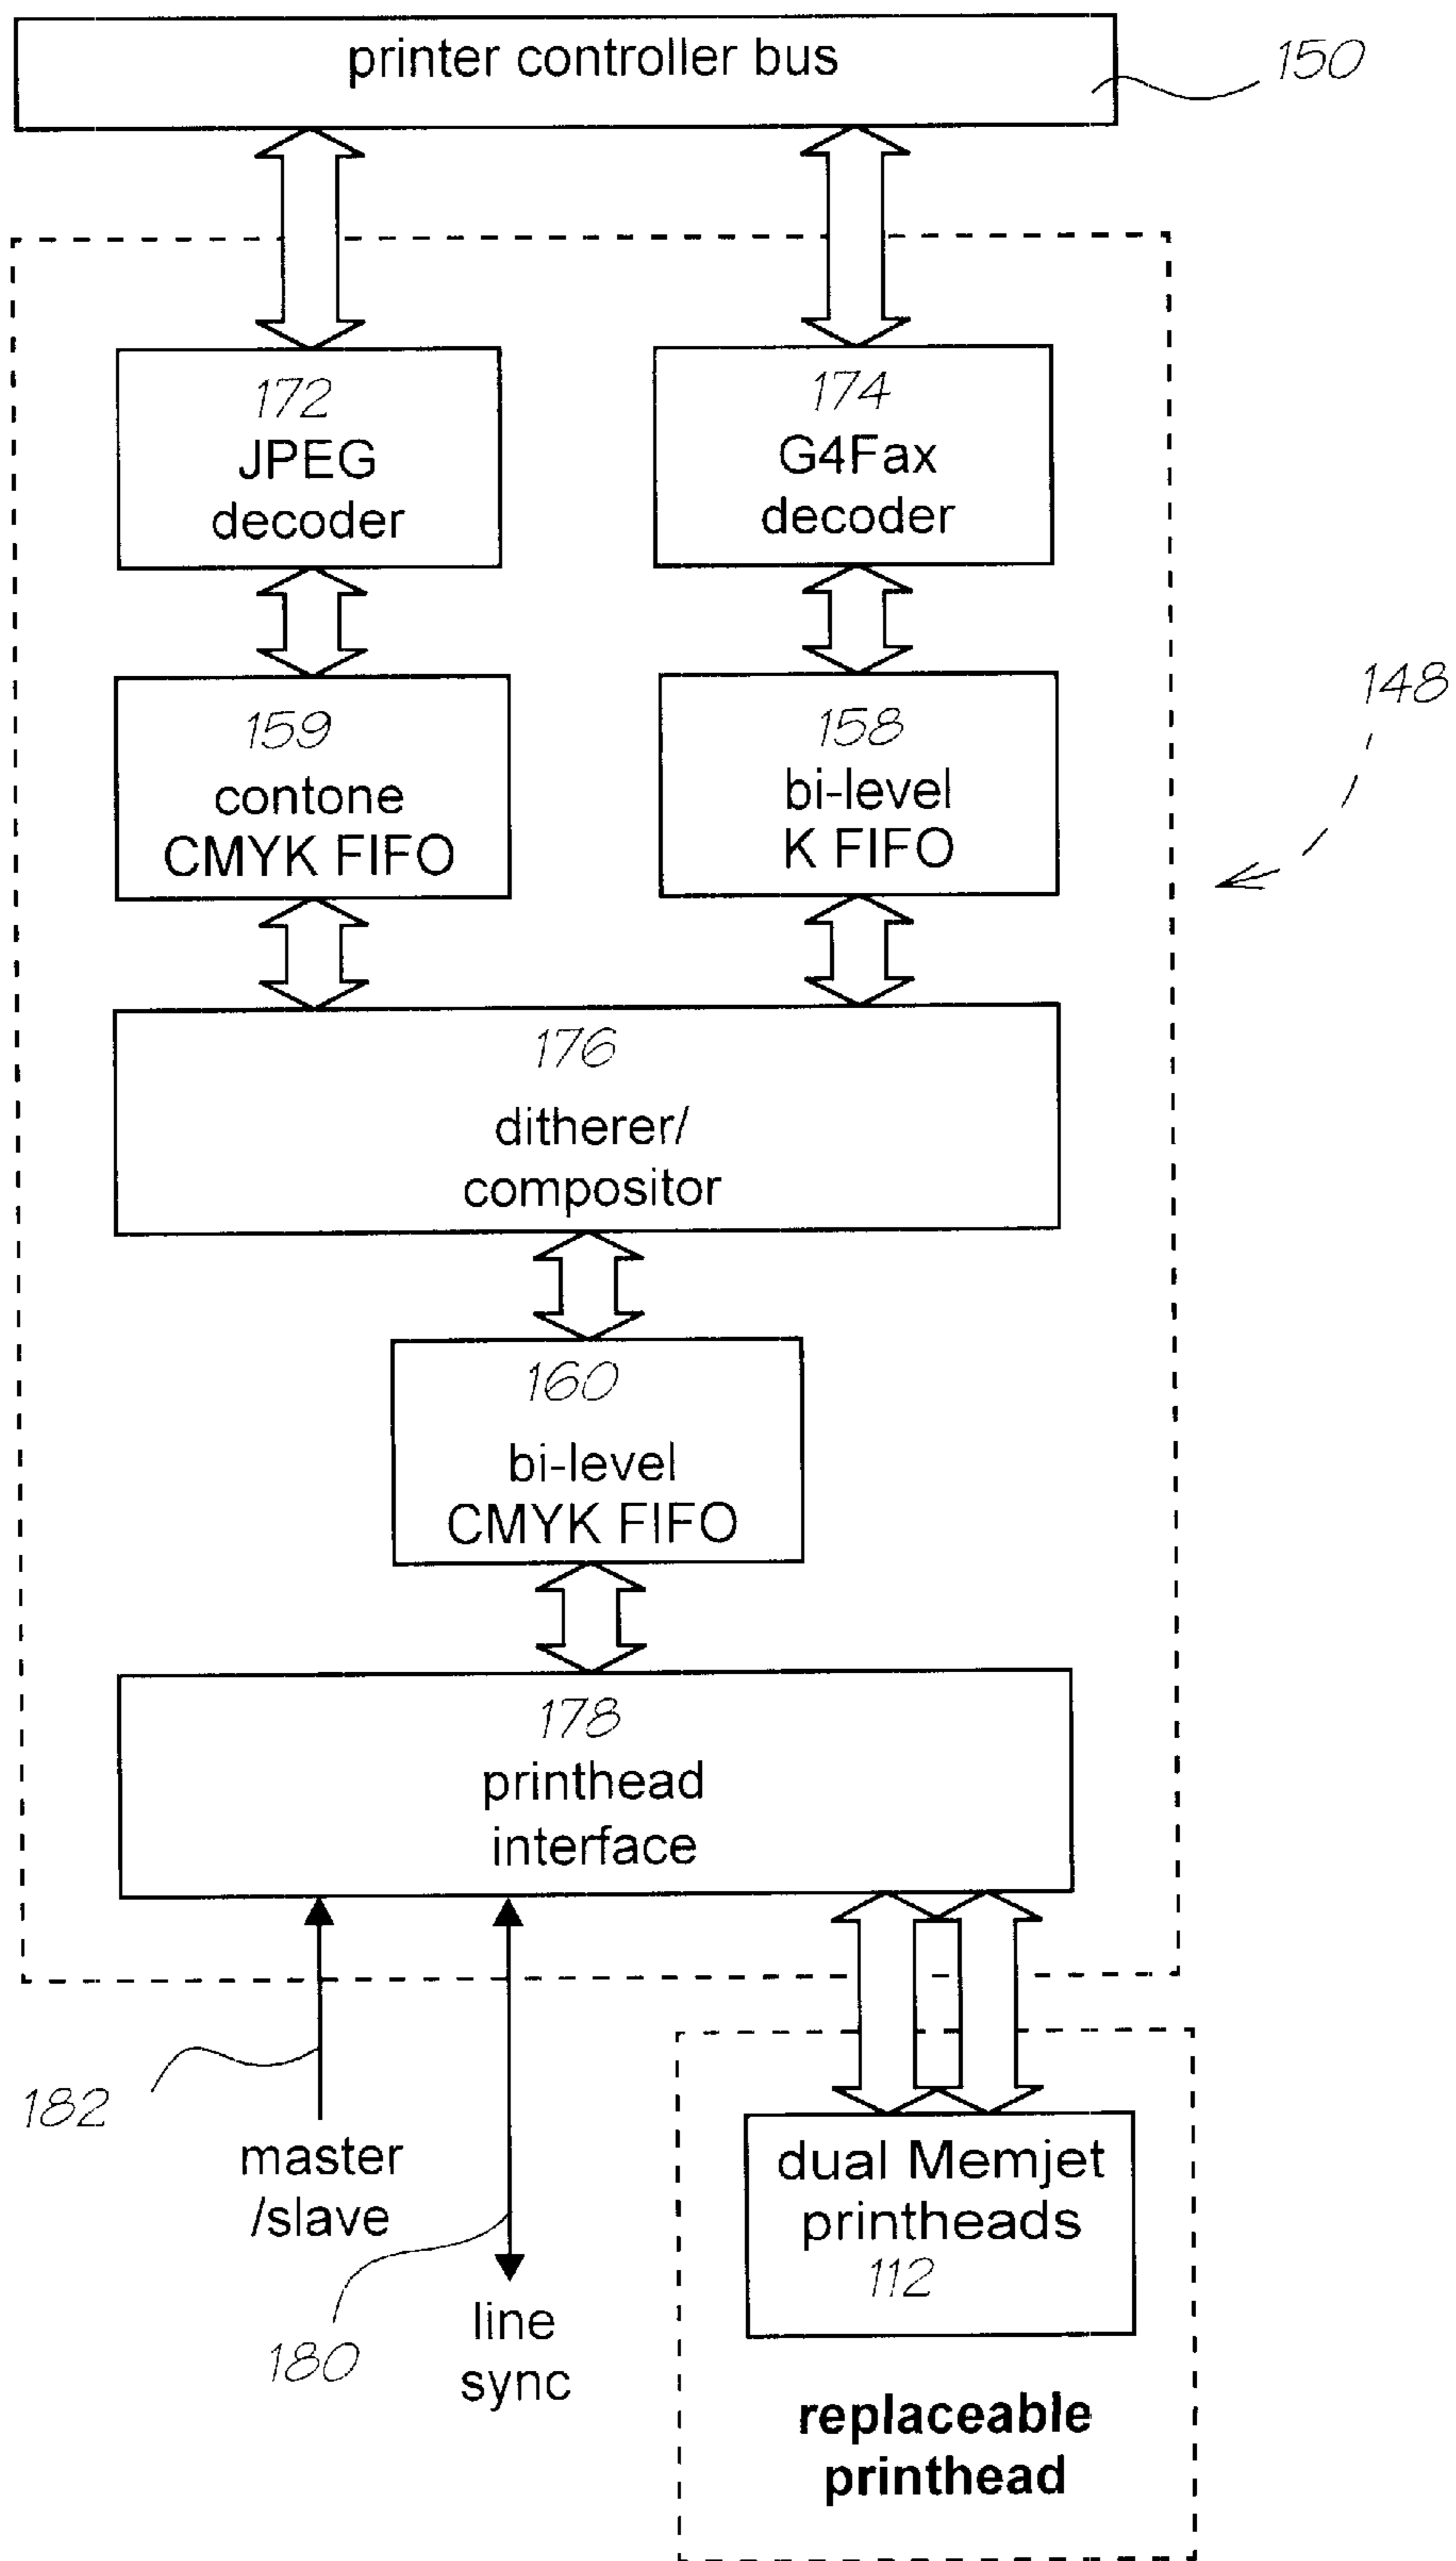 printer controller bus
150
172
JPEG
decoder
174
G4Fax
decoder
148
159
contone
CMYK FIFO
158
bi-level
K FIFO
176
ditherer/
compositor
160
bi-level
CMYK FIFO
178
printhead
interface
182
master
/slave
180
line
sync
dual Memjet
printheads
112
replaceable
printhead